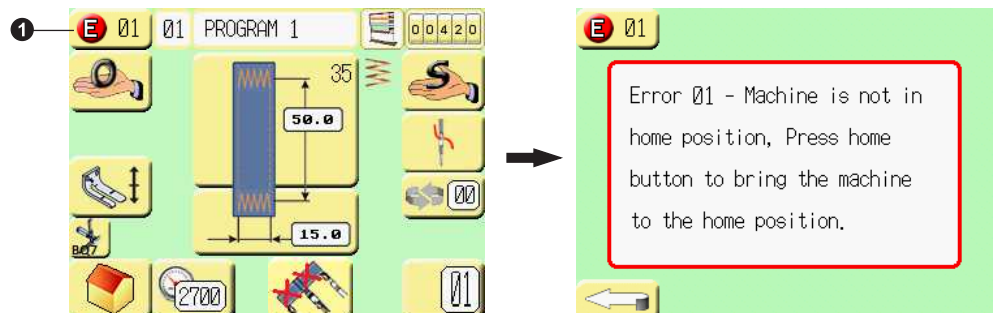 1
E 01
01 PROGRAM 1
00420
O
35
S
50.0
00
15.0
BO7
2700
01
E 01
Error 01 - Machine is not in
home position, Press home
button to bring the machine
to the home position.